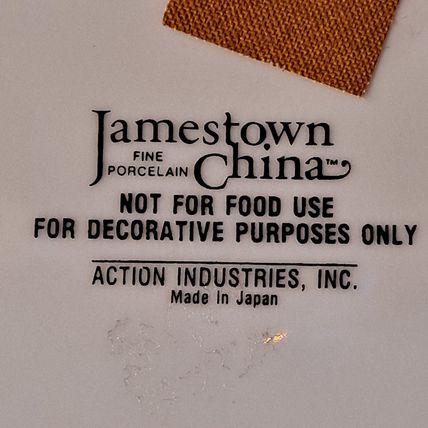 Jamestown
FINE PORCELAIN China™
NOT FOR FOOD USE
FOR DECORATIVE PURPOSES ONLY
ACTION INDUSTRIES, INC.
Made In Japan